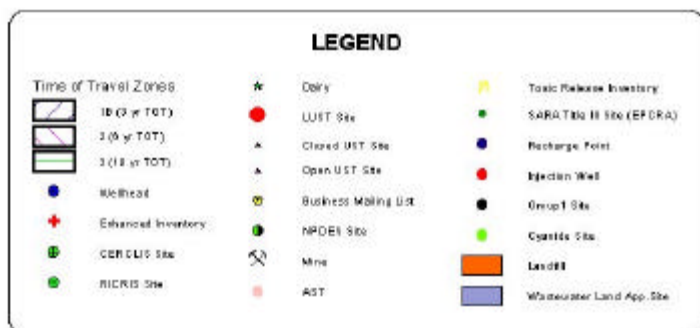 LEGEND
Time of Travel Zones
1B (3 yr TOT)
2 (6 yr TOT)
3 (10 yr TOT)
Wellhead
Enhanced Inventory
CERCLIS Site
RICRIS Site
Dairy
LUST Site
Closed UST Site
Open UST Site
Business Mailing List
NPDES Site
Mine
AST
Toxic Release Inventory
SARA Title III Site (EPCRA)
Recharge Point
Injection Well
Group1 Site
Cyanide Site
Landfill
Wastewater Land App.Site